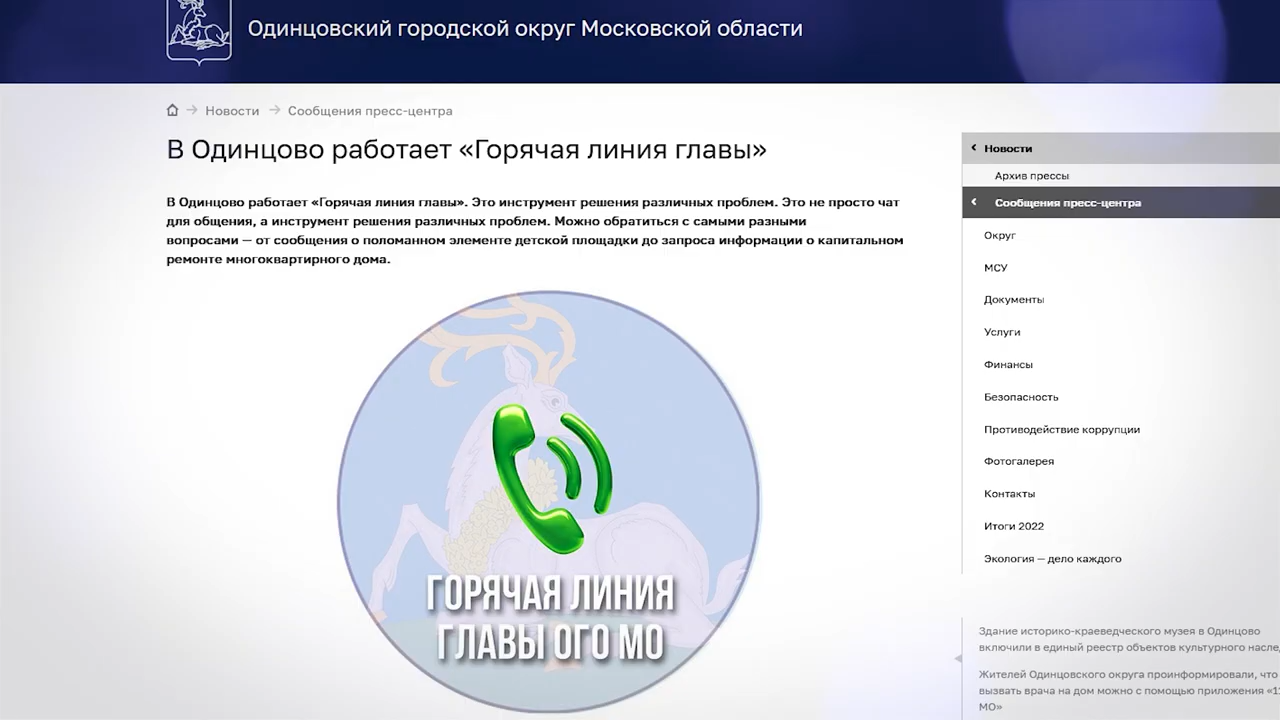 Одинцовский городской округ Московской области
Новости
Сообщения пресс-центра
В Одинцово работает «Горячая линия главы»
В Одинцово работает «Горячая линия главы». Это инструмент решения различных проблем. Это не просто чат
для общения, а инструмент решения различных проблем. Можно обратиться с самыми разными
вопросами — от сообщения о поломанном элементе детской площадки до запроса информации о капитальном
ремонте многоквартирного дома.
ГОРЯЧАЯ ЛИНИЯ
ГЛАВЫ ОГО МО
Новости
Архив прессы
Сообщения пресс-центра
Округ
МСУ
Документы
Услуги
Финансы
Безопасность
Противодействие коррупции
Фотогалерея
Контакты
Итоги 2022
Экология — дело каждого
Здание историко-краеведческого музея в Одинцово
включили в единый реестр объектов культурного
Жителей Одинцовского округа проинформировали, что
вызвать врача на дом можно с помощью приложения
МО»